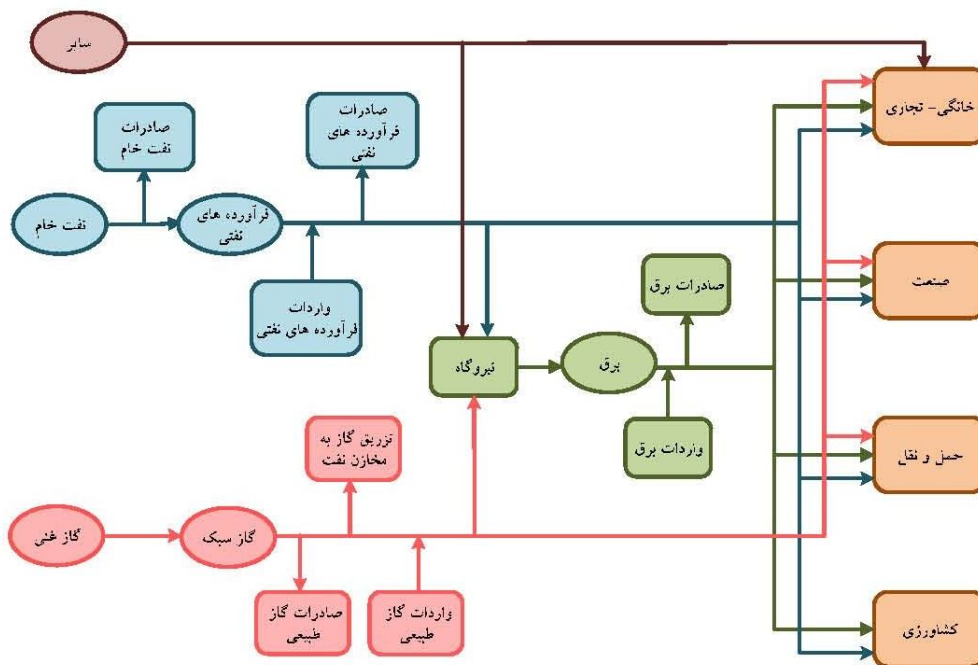 سایر
خانگی- تجاری
صادرات
نفت خام
صادرات
فرآورده های
نفتی
نفت خام
فرآورده های
نفتی
واردات
فرآورده های نفتی
صنعت
صادرات برق
نیروگاه
برق
واردات برق
حمل و نقل
تزریق گاز به
مخازن نفت
گاز غنی
گاز سبک
صادرات گاز
طبیعی
واردات گاز
طبیعی
کشاورزی